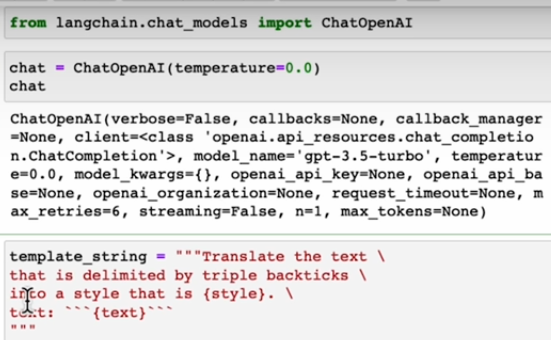 from langchain.chat_models import ChatOpenAI
chat = ChatOpenAI(temperature=0.0)
chat
ChatOpenAI(verbose=False, callbacks=None, callback_manager
=None, client=<class 'openai.api_resources.chat_completio
n.ChatCompletion'>, model_name='gpt-3.5-turbo', temperatur
e=0.0, model_kwargs={}, openai_api_key=None, openai_api_ba
se=None, openai_organization=None, request_timeout=None, m
ax_retries=6, streaming=False, n=1, max_tokens=None)
template_string = """Translate the text \
that is delimited by triple backticks \
into a style that is {style}. \
text: ```{text}```
"""